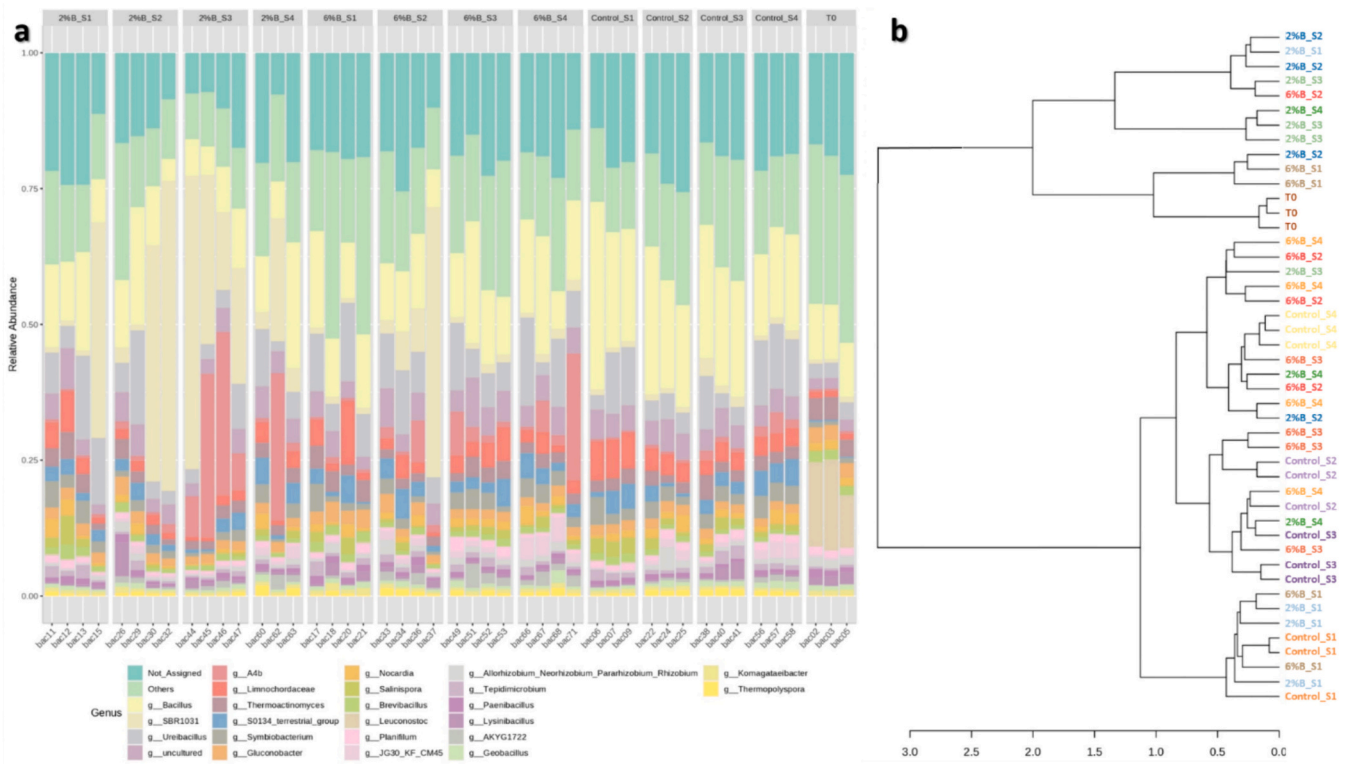 a
2%B_S1 2%B_S2 2%B_S3 2%B_S4 6%B_S1 6%B_S2 6%B_S3 6%B_S4 Control_S1 Control_S2 Control_S3 Control_S4 T0
1.00
0.75
0.50
0.25
0.00
Relative Abundance
bac11 bac12 bac13 bac15 bac26 bac29 bac30 bac32 bac44 bac45 bac46 bac47 bac60 bac62 bac63 bac17 bac18 bac20 bac21 bac33 bac34 bac36 bac37 bac49 bac51 bac52 bac53 bac66 bac67 bac68 bac71 bac06 bac07 bac09 bac22 bac24 bac25 bac38 bac40 bac41 bac56 bac57 bac58 bac02 bac03 bac05
Genus
Not_Assigned
Others
g__Bacillus
g__SBR1031
g__Ureibacillus
g__uncultured
g__A4b
g__Limnochordaceae
g__Thermoactinomyces
g__S0134_terrestrial_group
g__Symbiobacterium
g__Gluconobacter
g__Nocardia
g__Salinispora
g__Brevibacillus
g__Leuconostoc
g__Planifilum
g__JG30_KF_CM45
g__Allorhizobium_Neorhizobium_Pararhizobium_Rhizobium
g__Tepidimicrobium
g__Paenibacillus
g__Lysinibacillus
g__AKYG1722
g__Geobacillus
g__Komagataeibacter
g__Thermopolyspora
b
2%B_S2
2%B_S1
2%B_S2
2%B_S3
6%B_S2
2%B_S4
2%B_S3
2%B_S3
2%B_S2
6%B_S1
6%B_S1
T0
T0
T0
6%B_S4
6%B_S2
2%B_S3
6%B_S4
6%B_S2
Control_S4
Control_S4
Control_S4
6%B_S3
2%B_S4
6%B_S2
6%B_S4
2%B_S2
6%B_S3
6%B_S3
Control_S2
Control_S2
6%B_S4
Control_S2
2%B_S4
Control_S3
6%B_S3
Control_S3
Control_S3
6%B_S1
2%B_S1
2%B_S1
Control_S1
Control_S1
6%B_S1
2%B_S1
Control_S1
3.0 2.5 2.0 1.5 1.0 0.5 0.0